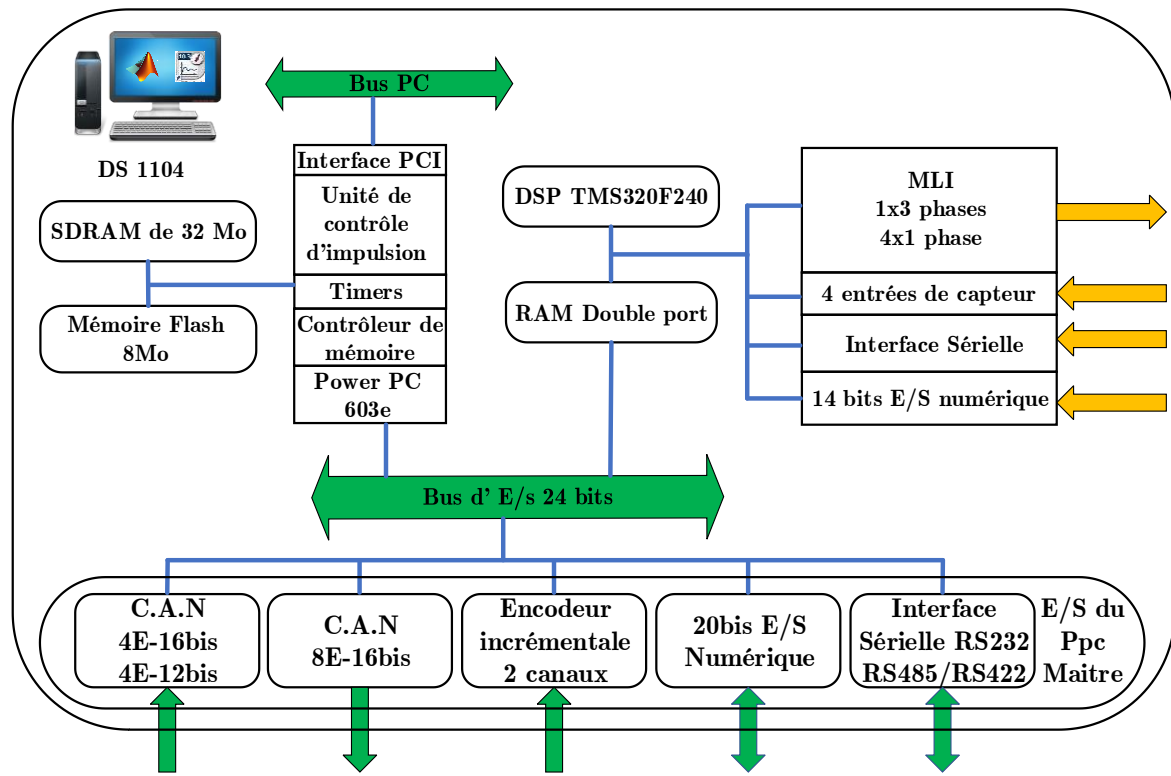 Bus PC
DS 1104
Interface PCI
Unité de
contrôle
d'impulsion
Timers
Contrôleur de
mémoire
Power PC
603e
SDRAM de 32 Mo
Mémoire Flash
8Mo
DSP TMS320F240
RAM Double port
MLI
1x3 phases
4x1 phase
4 entrées de capteur
Interface Sérielle
14 bits E/S numérique
Bus d' E/s 24 bits
C.A.N
4E-16bis
4E-12bis
C.A.N
8E-16bis
Encodeur
incrémentale
2 canaux
20bis E/S
Numérique
Interface
Sérielle RS232
RS485/RS422
E/S du
Ppc
Maitre